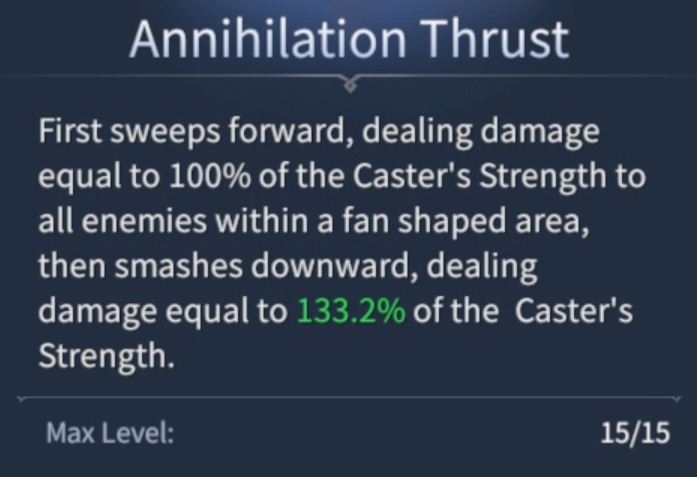 Annihilation Thrust
First sweeps forward, dealing damage
equal to 100% of the Caster's Strength to
all enemies within a fan shaped area,
then smashes downward, dealing
damage equal to 133.2% of the  Caster's
Strength.
Max Level: 15/15